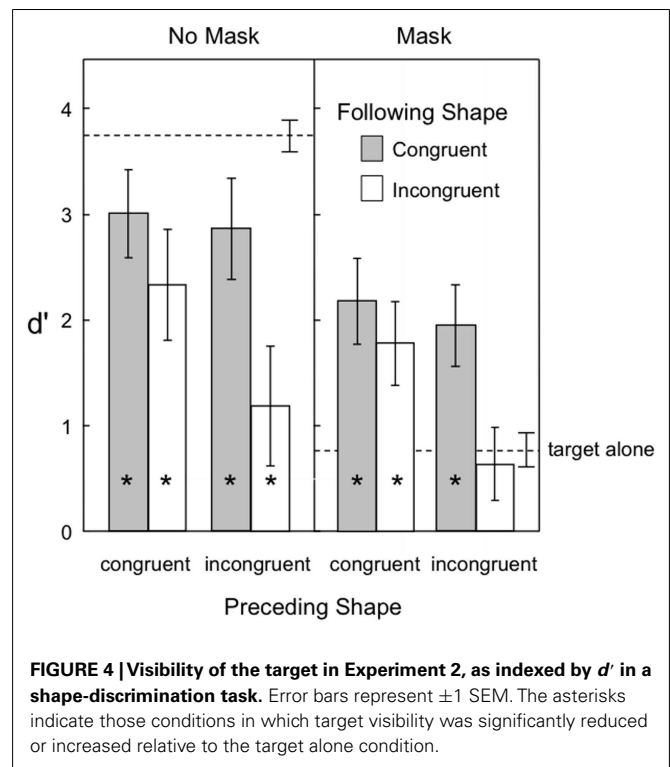 No Mask Mask
4
3
2
1
0
d'
Following Shape
Congruent
Incongruent
target alone
* * * * * * *
congruent incongruent congruent incongruent
Preceding Shape
FIGURE 4 | Visibility of the target in Experiment 2, as indexed by d′ in a
shape-discrimination task. Error bars represent ±1 SEM. The asterisks
indicate those conditions in which target visibility was significantly reduced
or increased relative to the target alone condition.